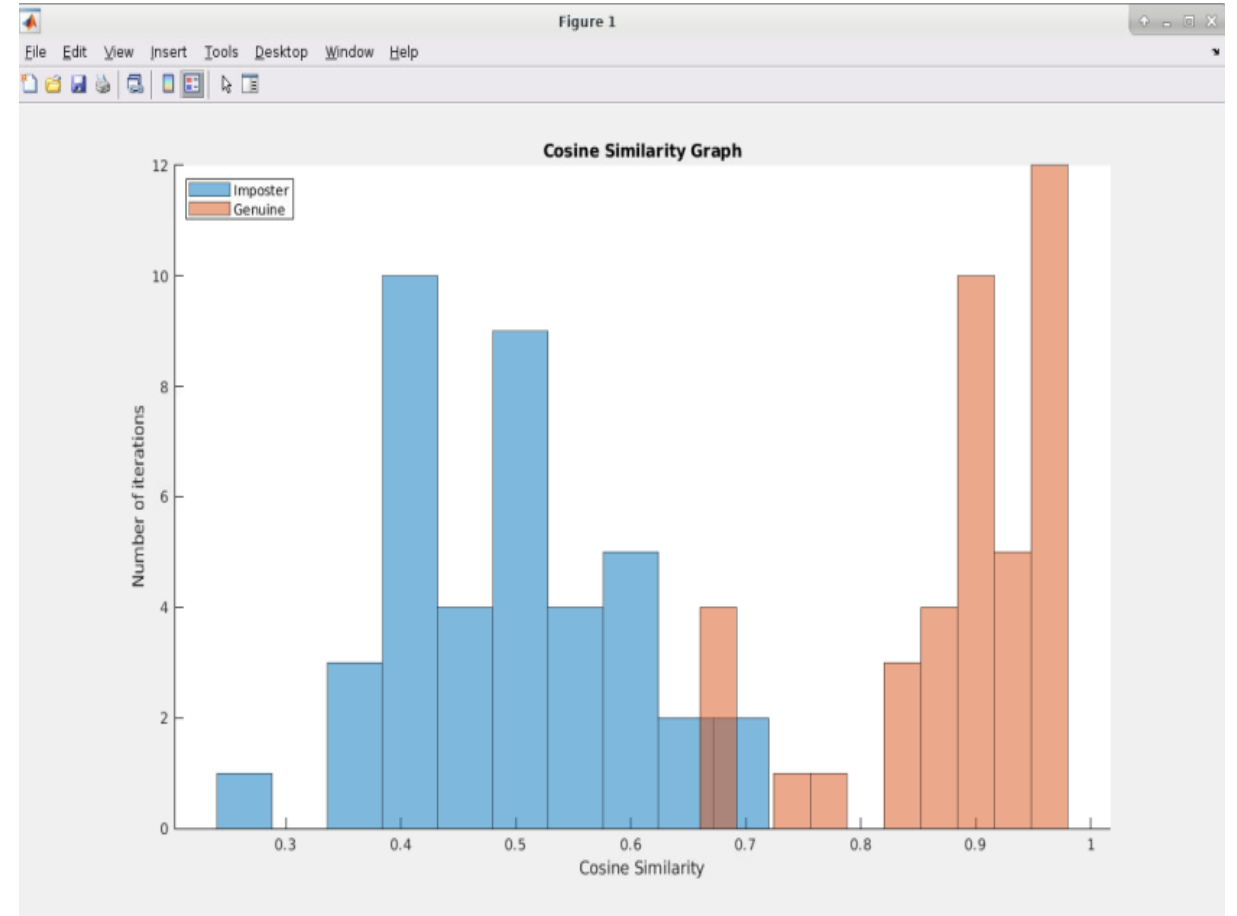 Figure 1
File Edit View Insert Tools Desktop Window Help
Cosine Similarity Graph
Imposter
Genuine
12
10
8
6
4
2
0
Number of iterations
0.3 0.4 0.5 0.6 0.7 0.8 0.9 1
Cosine Similarity